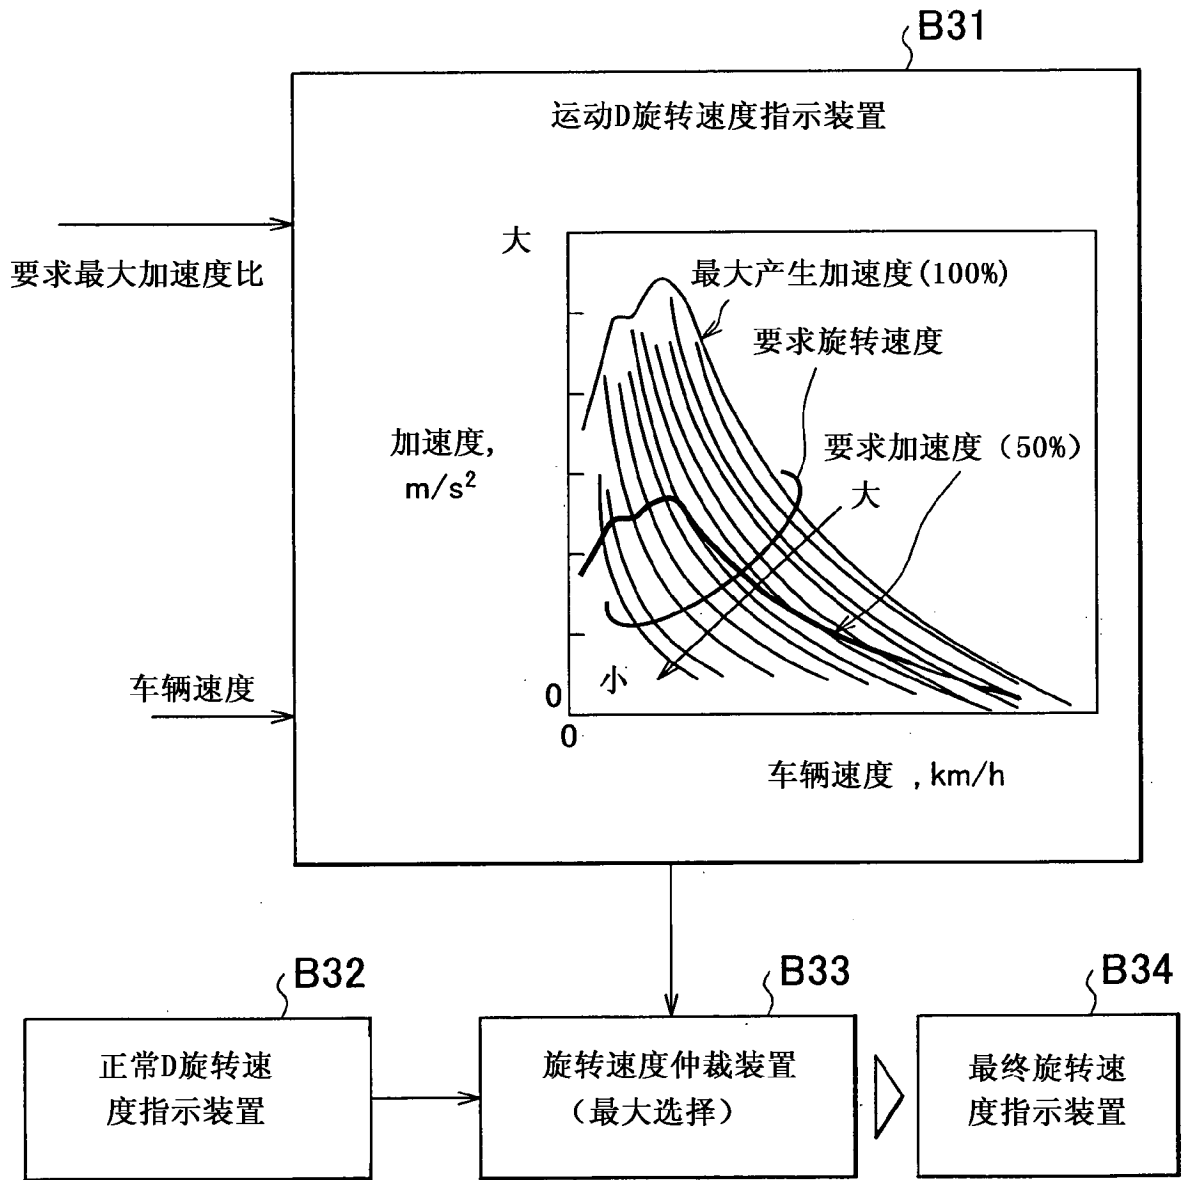 B31
运动D旋转速度指示装置
要求最大加速度比
大
最大产生加速度(100%)
要求旋转速度
加速度,
m/s²
要求加速度（50%）
大
车辆速度
小
0
0
车辆速度 ,km/h
B32
B33
B34
正常D旋转速
度指示装置
旋转速度仲裁装置
（最大选择）
最终旋转速
度指示装置